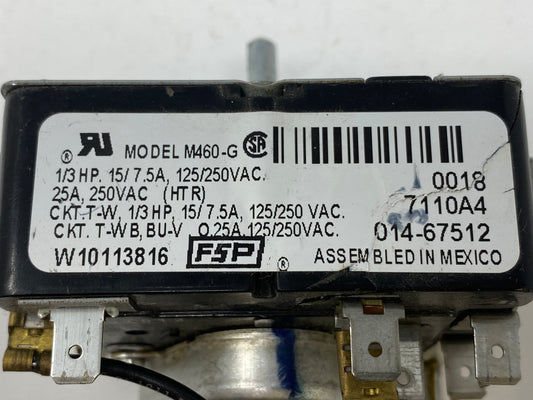 ® RU MODEL M460-G SA
1/3 HP. 15/ 7.5A, 125/250VAC. 0018
25A, 250VAC (HTR) 7110A4
CKT. T-W, 1/3 HP, 15/ 7.5A, 125/250 VAC.
CKT. T-WB, BU-V 0.25A, 125/250VAC. 014-67512
W10113816 FSP ® ASSEMBLED IN MEXICO